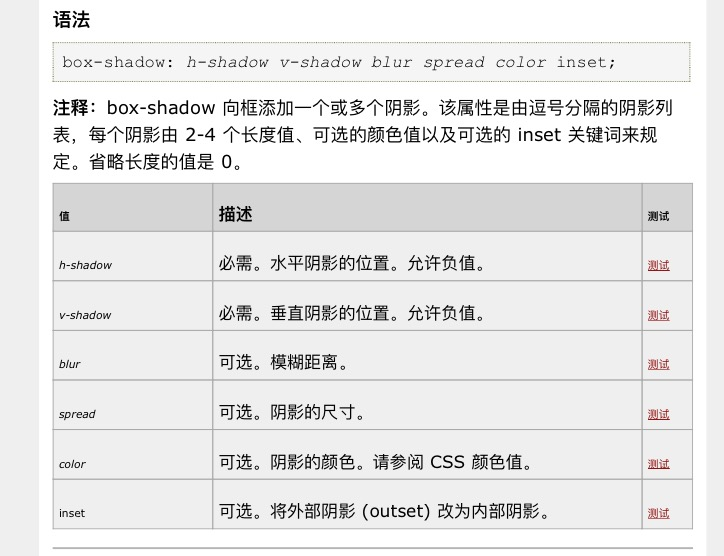 语法
box-shadow: h-shadow v-shadow blur spread color inset;
注释：box-shadow 向框添加一个或多个阴影。该属性是由逗号分隔的阴影列
表，每个阴影由 2-4 个长度值、可选的颜色值以及可选的 inset 关键词来规
定。省略长度的值是 0。
值 描述 测试
h-shadow 必需。水平阴影的位置。允许负值。 测试
v-shadow 必需。垂直阴影的位置。允许负值。 测试
blur 可选。模糊距离。 测试
spread 可选。阴影的尺寸。 测试
color 可选。阴影的颜色。请参阅 CSS 颜色值。 测试
inset 可选。将外部阴影 (outset) 改为内部阴影。 测试